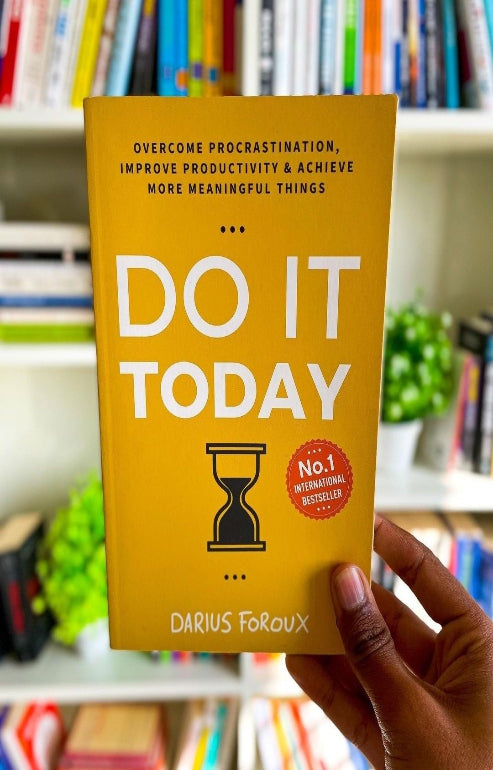 OVERCOME PROCRASTINATION,
IMPROVE PRODUCTIVITY & ACHIEVE
MORE MEANINGFUL THINGS
DO IT
TODAY
No.1
INTERNATIONAL
BESTSELLER
DARIUS FOROUX